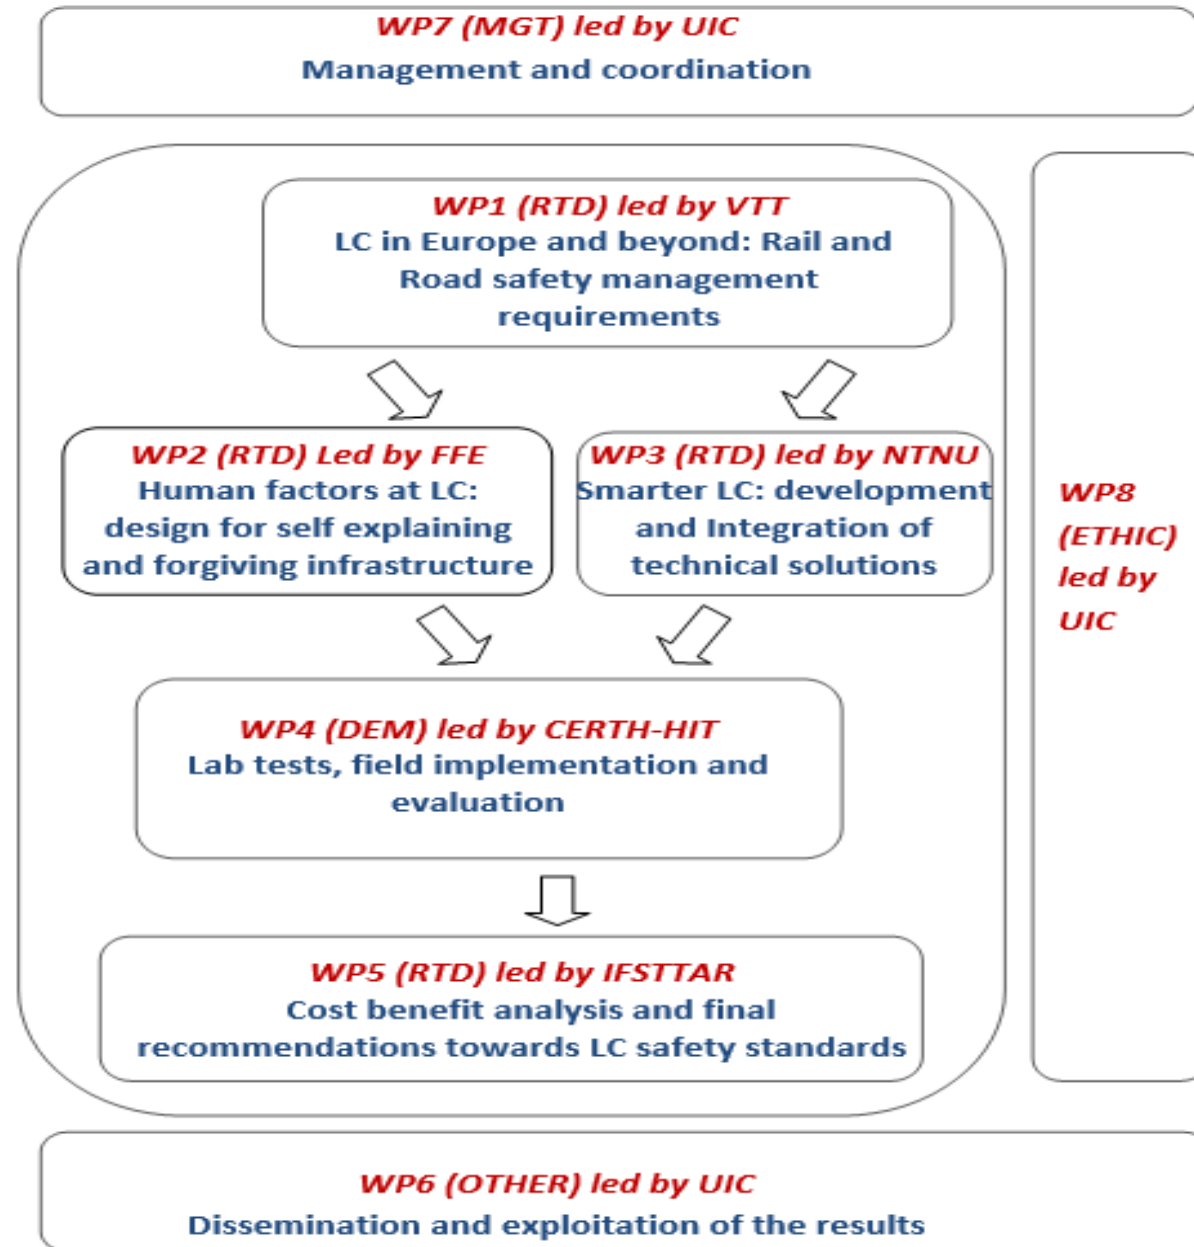 WP7 (MGT) led by UIC
Management and coordination
WP1 (RTD) led by VTT
LC in Europe and beyond: Rail and
Road safety management
requirements
WP2 (RTD) Led by FFE
Human factors at LC:
design for self explaining
and forgiving infrastructure
WP3 (RTD) led by NTNU
Smarter LC: development
and Integration of
technical solutions
WP8
(ETHIC)
led by
UIC
WP4 (DEM) led by CERTH-HIT
Lab tests, field implementation and
evaluation
WP5 (RTD) led by IFSTTAR
Cost benefit analysis and final
recommendations towards LC safety standards
WP6 (OTHER) led by UIC
Dissemination and exploitation of the results